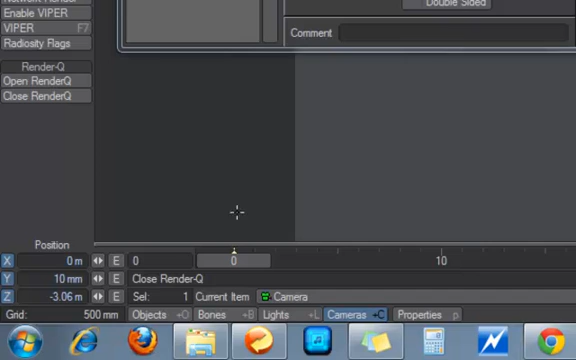 Network Render
Enable VIPER
VIPER F7
Radiosity Flags
Render-Q
Open RenderQ
Close RenderQ
Double Sided
Comment
Position
X 0 m E 0 0 10
Y 10 mm E Close Render-Q
Z -3.06 m E Sel: 1 Current Item Camera
Grid: 500 mm Objects +O Bones +B Lights +L Cameras +C Properties p